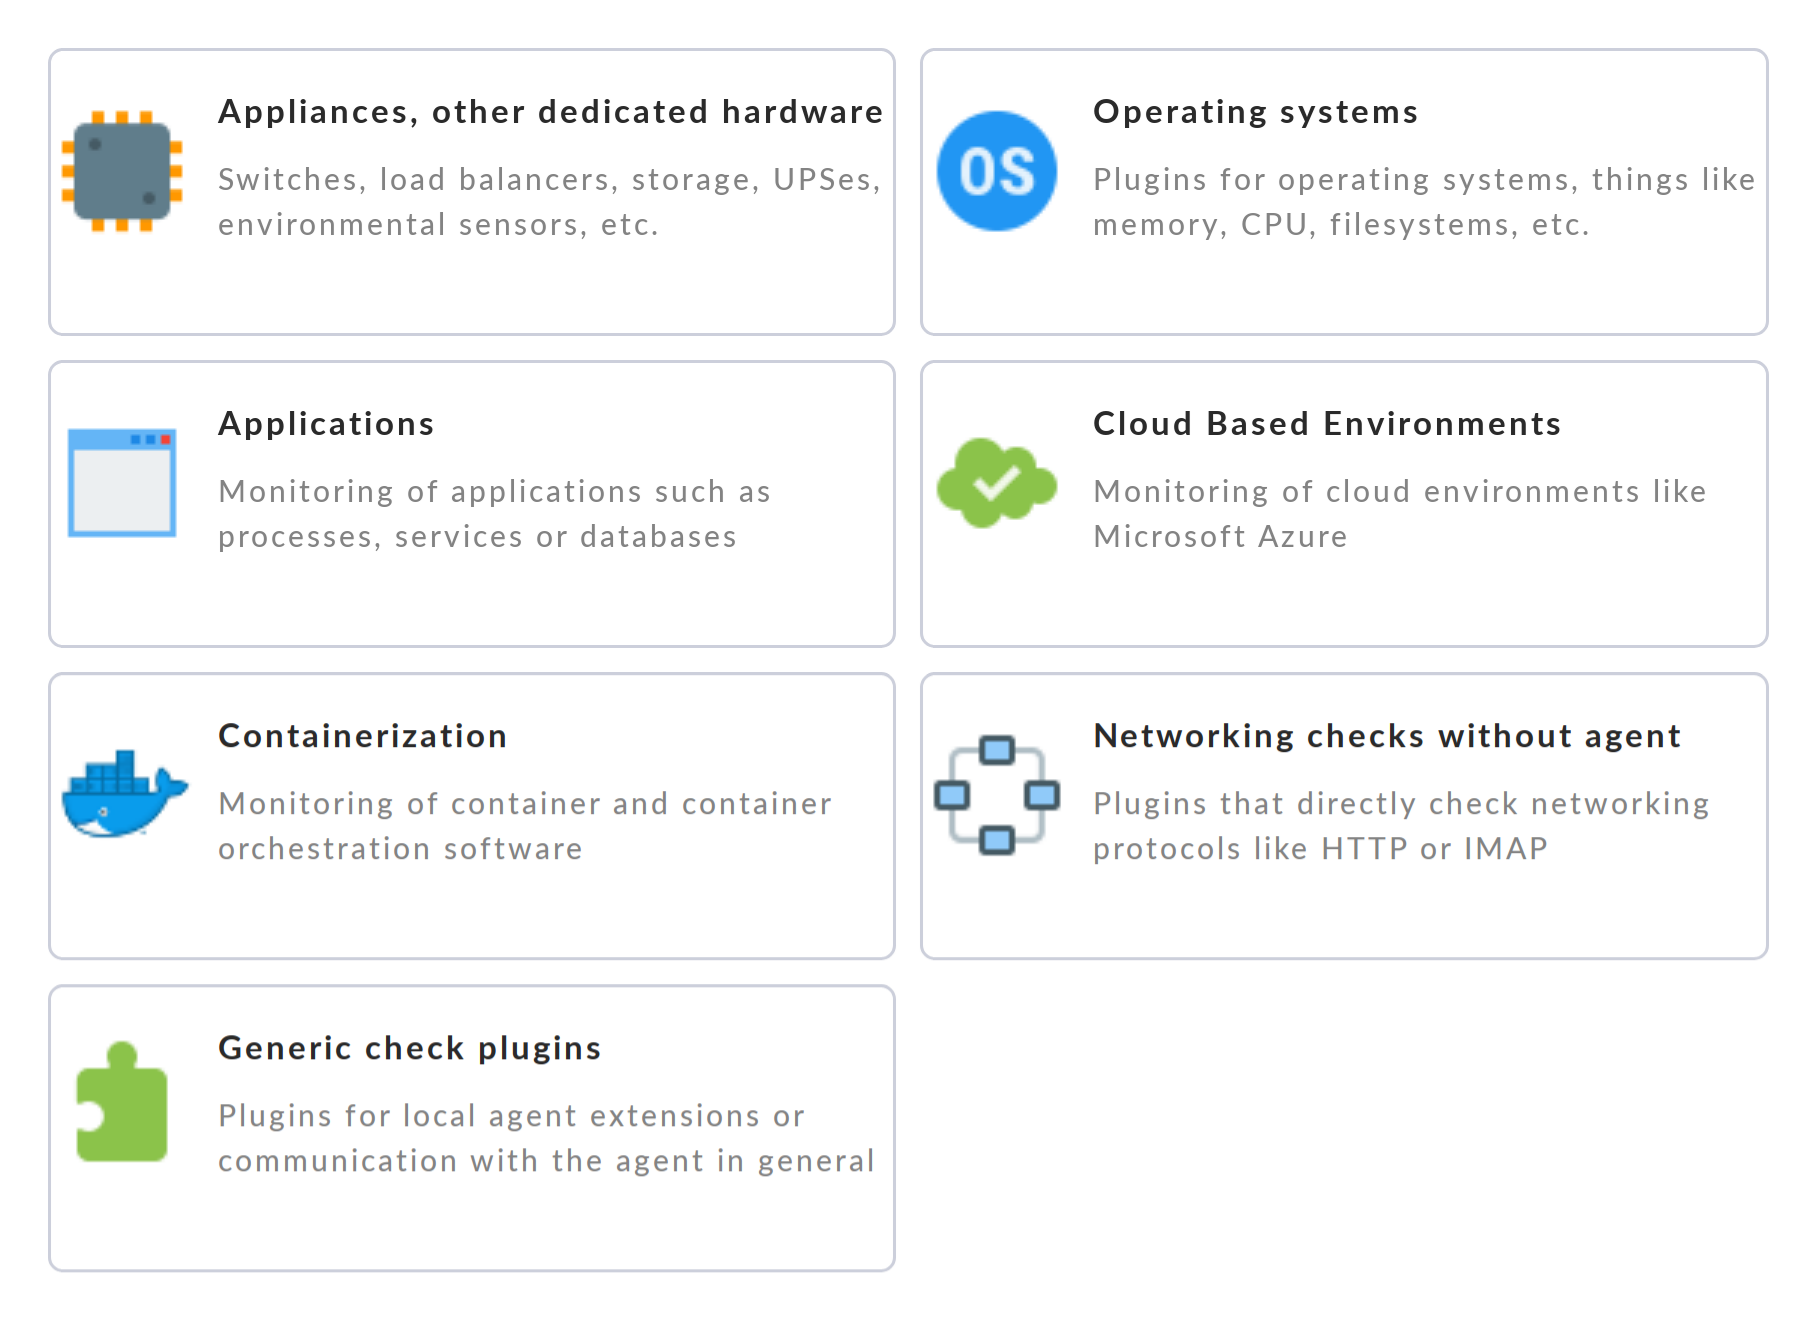 Appliances, other dedicated hardware
Switches, load balancers, storage, UPSes,
environmental sensors, etc.
OS
Operating systems
Plugins for operating systems, things like
memory, CPU, filesystems, etc.
Applications
Monitoring of applications such as
processes, services or databases
Cloud Based Environments
Monitoring of cloud environments like
Microsoft Azure
Containerization
Monitoring of container and container
orchestration software
Networking checks without agent
Plugins that directly check networking
protocols like HTTP or IMAP
Generic check plugins
Plugins for local agent extensions or
communication with the agent in general